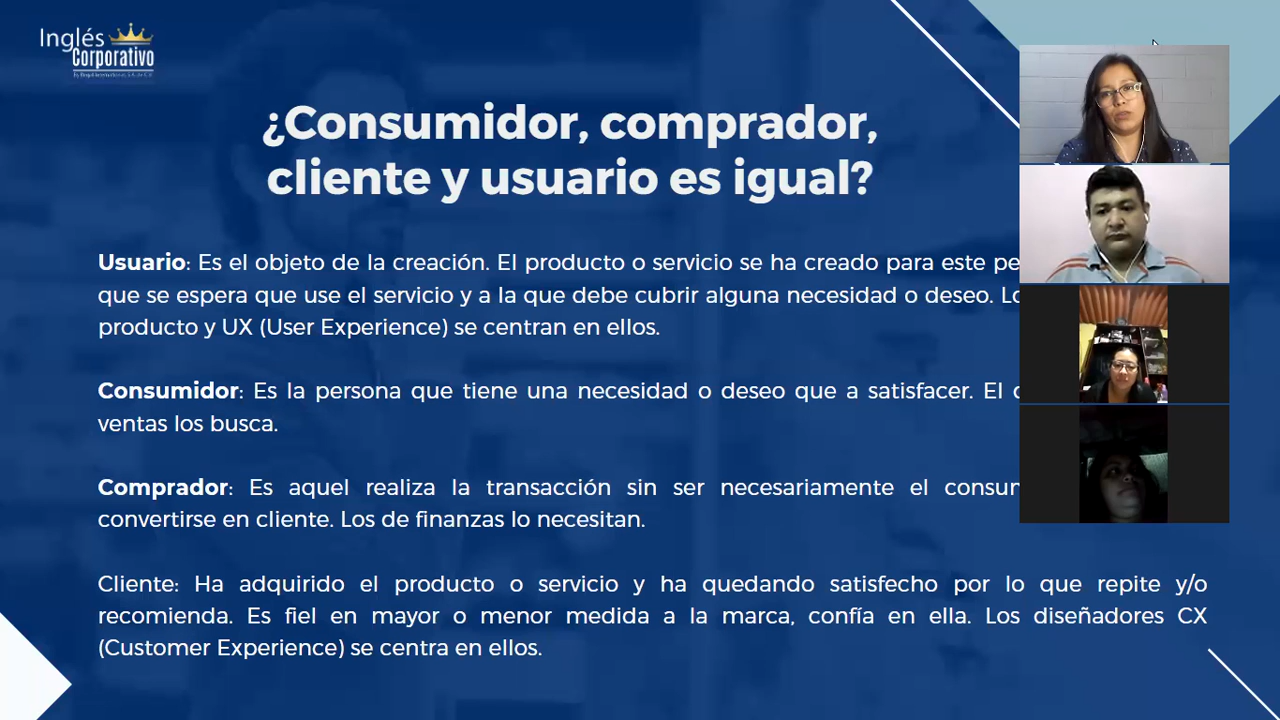 Inglés
Corporativo
¿Consumidor, comprador,
cliente y usuario es igual?
Usuario: Es el objeto de la creación. El producto o servicio se ha creado para este
que se espera que use el servicio y a la que debe cubrir alguna necesidad o deseo.
producto y UX (User Experience) se centran en ellos.
Consumidor: Es la persona que tiene una necesidad o deseo que a satisfacer. El
ventas los busca.
Comprador: Es aquel realiza la transacción sin ser necesariamente el
convertirse en cliente. Los de finanzas lo necesitan.
Cliente: Ha adquirido el producto o servicio y ha quedando satisfecho por lo que repite y/o
recomienda. Es fiel en mayor o menor medida a la marca, confía en ella. Los diseñadores CX
(Customer Experience) se centra en ellos.